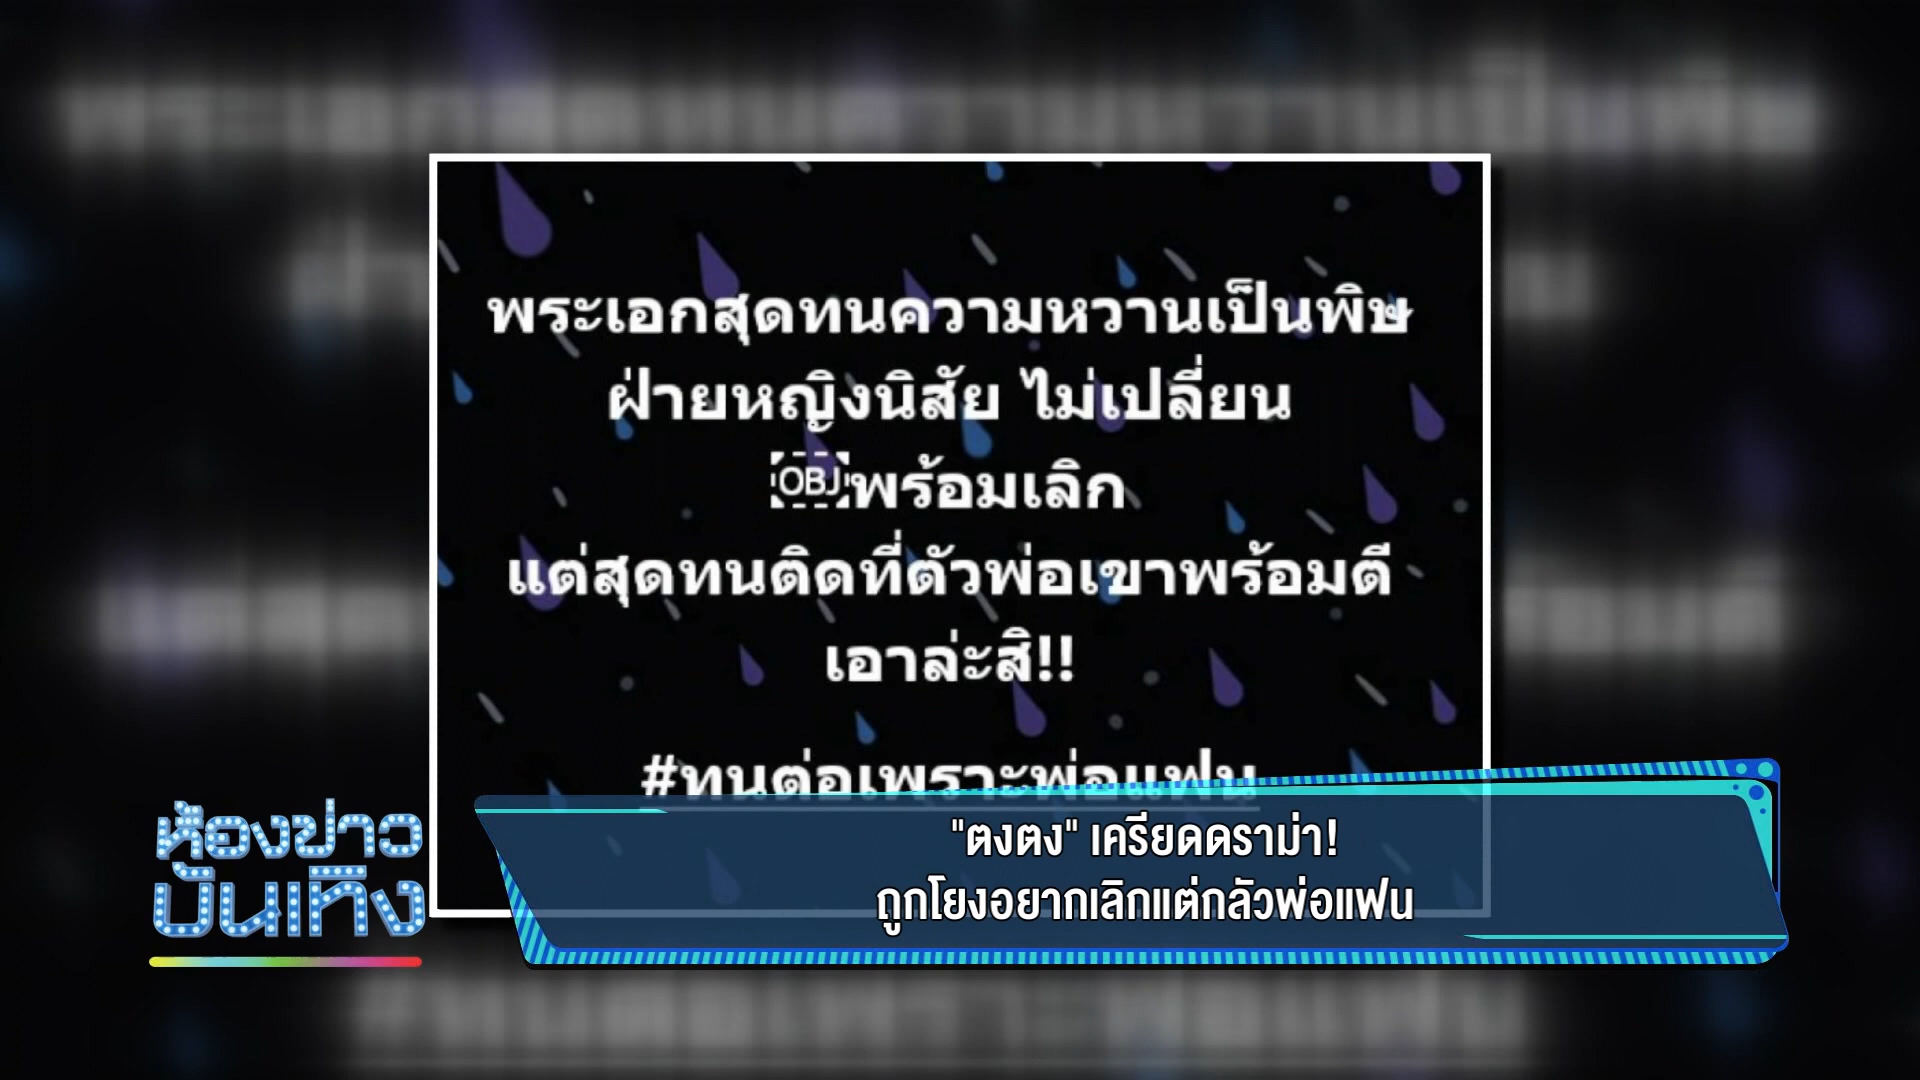 พระเอกสุดทนความหวานเป็นพิษ
ฝ่ายหญิงนิสัย ไม่เปลี่ยน
OBJพร้อมเลิก
แต่สุดทนติดที่ตัวพ่อเขาพร้อมตี
เอาล่ะสิ!!
#ทนต่อเพราะพ่อแฟน
ห้องข่าว
บันเทิง
"ตงตง" เครียดดราม่า!
ถูกโยงอยากเลิกแต่กลัวพ่อแฟน